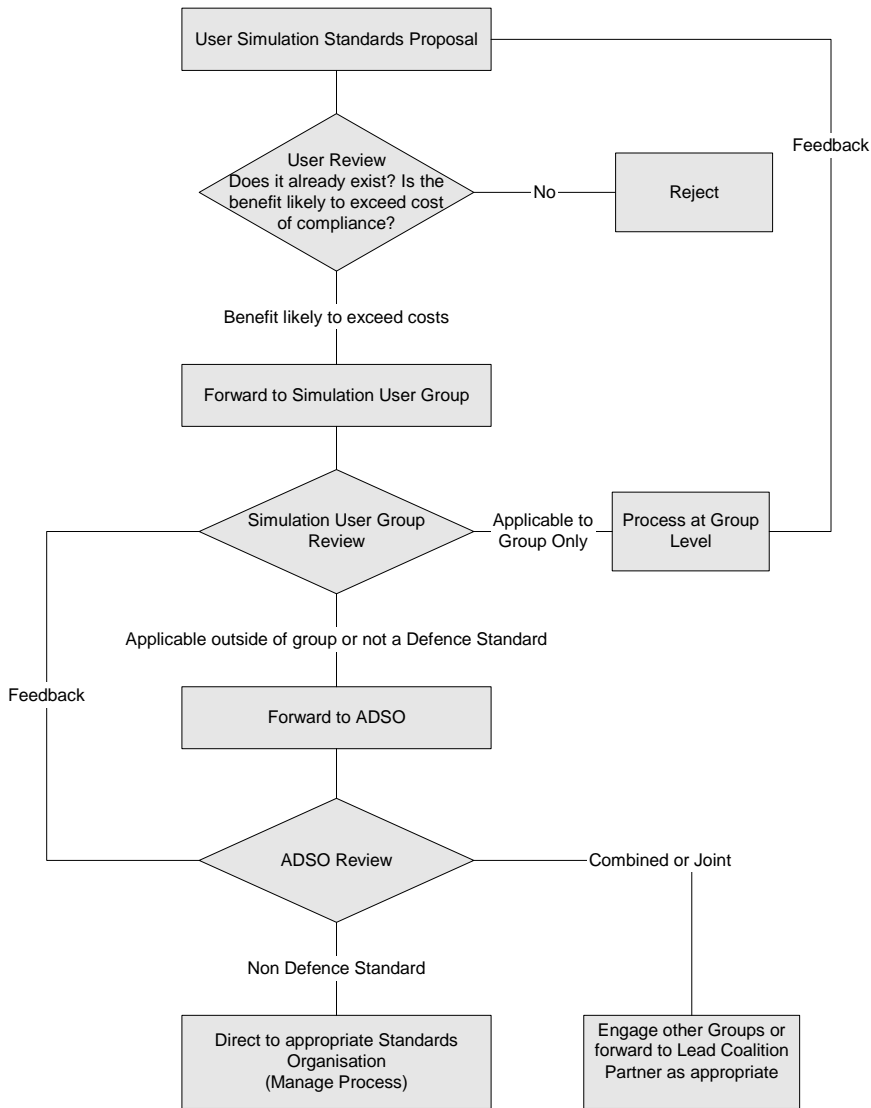 User Simulation Standards Proposal
User Review
Does it already exist? Is the
benefit likely to exceed cost
of compliance?
No
Reject
Feedback
Benefit likely to exceed costs
Forward to Simulation User Group
Simulation User Group
Review
Applicable to
Group Only
Process at Group
Level
Applicable outside of group or not a Defence Standard
Feedback
Forward to ADSO
ADSO Review
Combined or Joint
Non Defence Standard
Direct to appropriate Standards
Organisation
(Manage Process)
Engage other Groups or
forward to Lead Coalition
Partner as appropriate